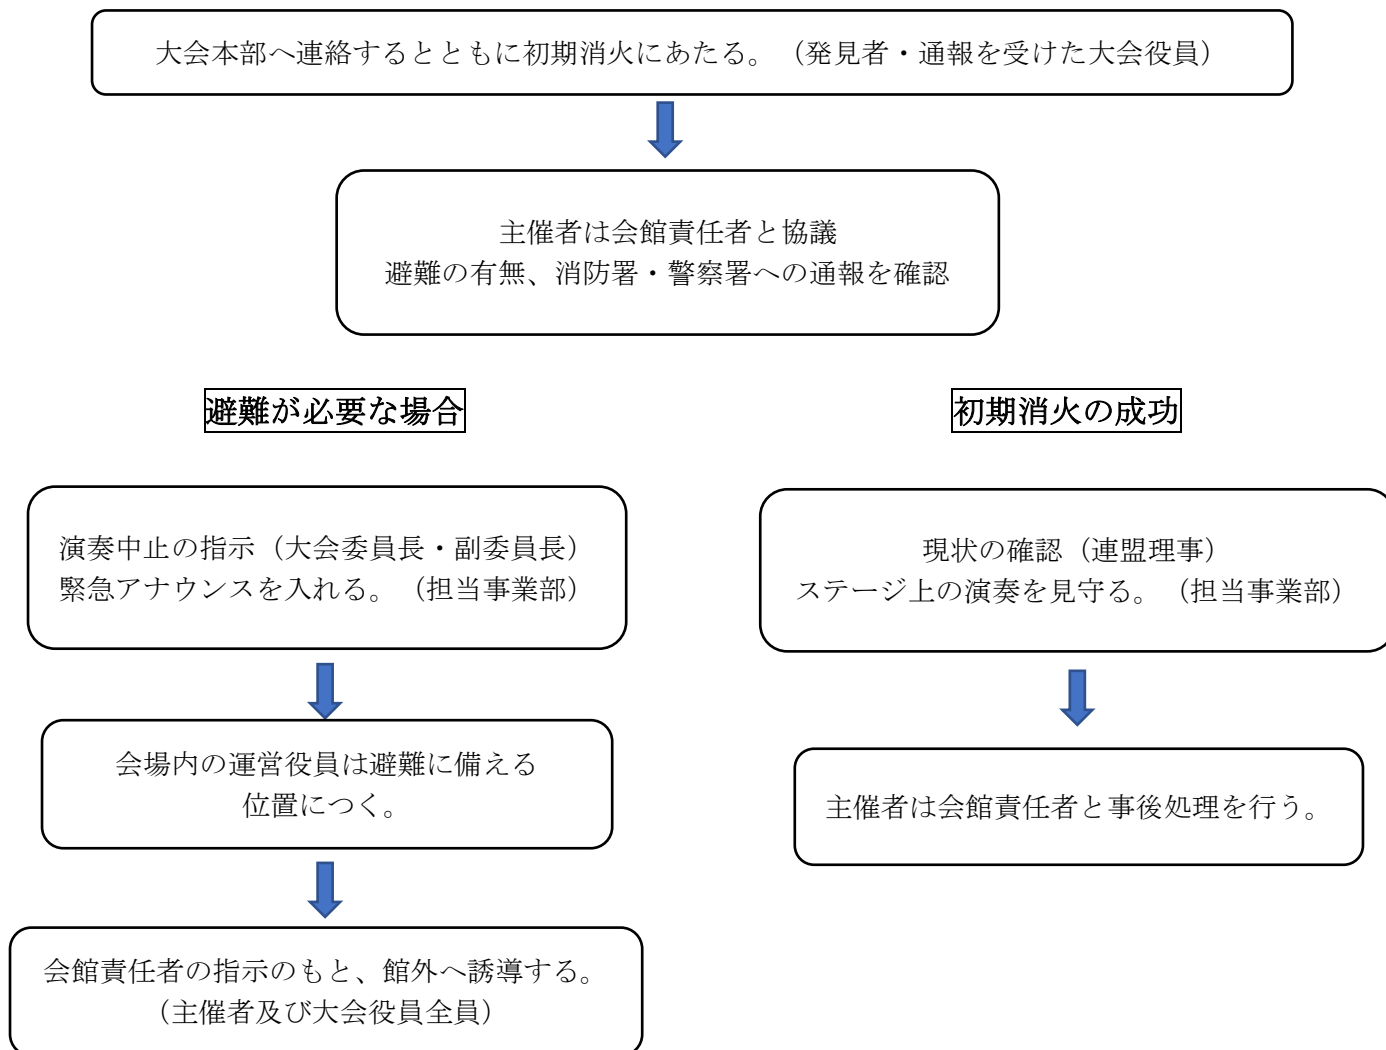 大会本部へ連絡するとともに初期消火にあたる。（発見者・通報を受けた大会役員）
主催者は会館責任者と協議
避難の有無、消防署・警察署への通報を確認
避難が必要な場合
初期消火の成功
演奏中止の指示（大会委員長・副委員長）
緊急アナウンスを入れる。（担当事業部）
現状の確認（連盟理事）
ステージ上の演奏を見守る。（担当事業部）
会場内の運営役員は避難に備える
位置につく。
主催者は会館責任者と事後処理を行う。
会館責任者の指示のもと、館外へ誘導する。
（主催者及び大会役員全員）